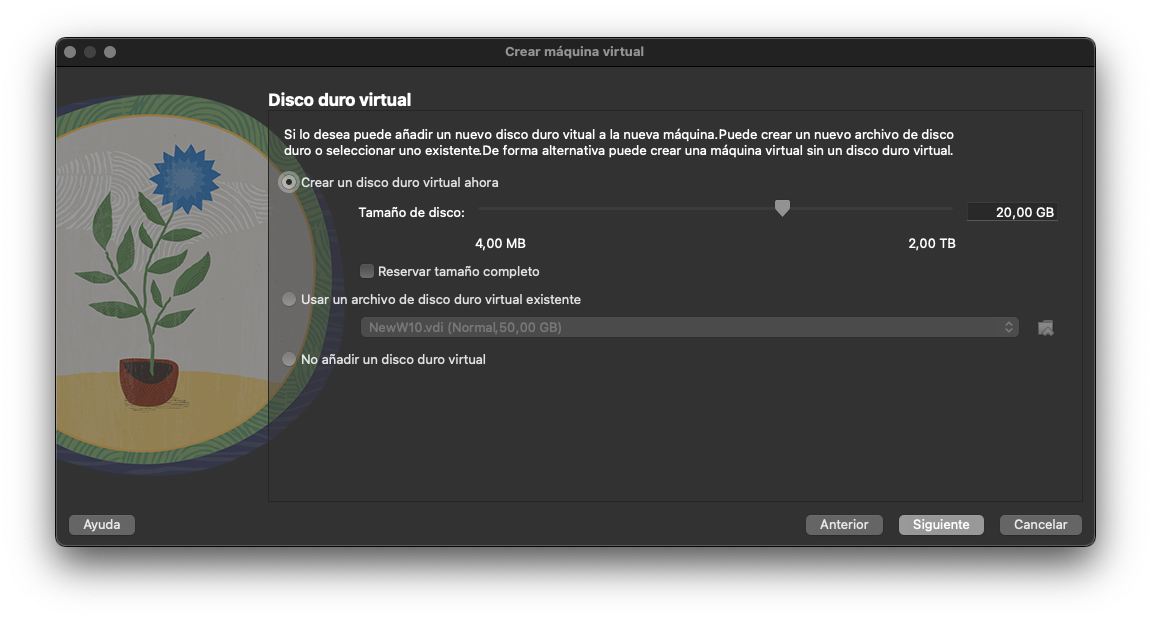 Crear máquina virtual
Disco duro virtual
Si lo desea puede añadir un nuevo disco duro vitual a la nueva máquina.Puede crear un nuevo archivo de disco
duro o seleccionar uno existente.De forma alternativa puede crear una máquina virtual sin un disco duro virtual.
Crear un disco duro virtual ahora
Tamaño de disco:
20,00 GB
4,00 MB
2,00 TB
Reservar tamaño completo
Usar un archivo de disco duro virtual existente
NewW10.vdi (Normal,50,00 GB)
No añadir un disco duro virtual
Ayuda
Anterior
Siguiente
Cancelar